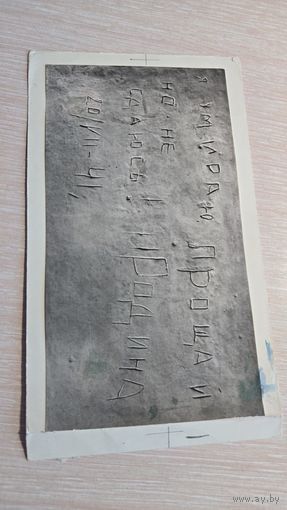 Я УМИРАЮ ПРОЩАЙ
НО НЕ
СДАЮСЬ! РОДИНА
20/VII-41,
www.ay.by